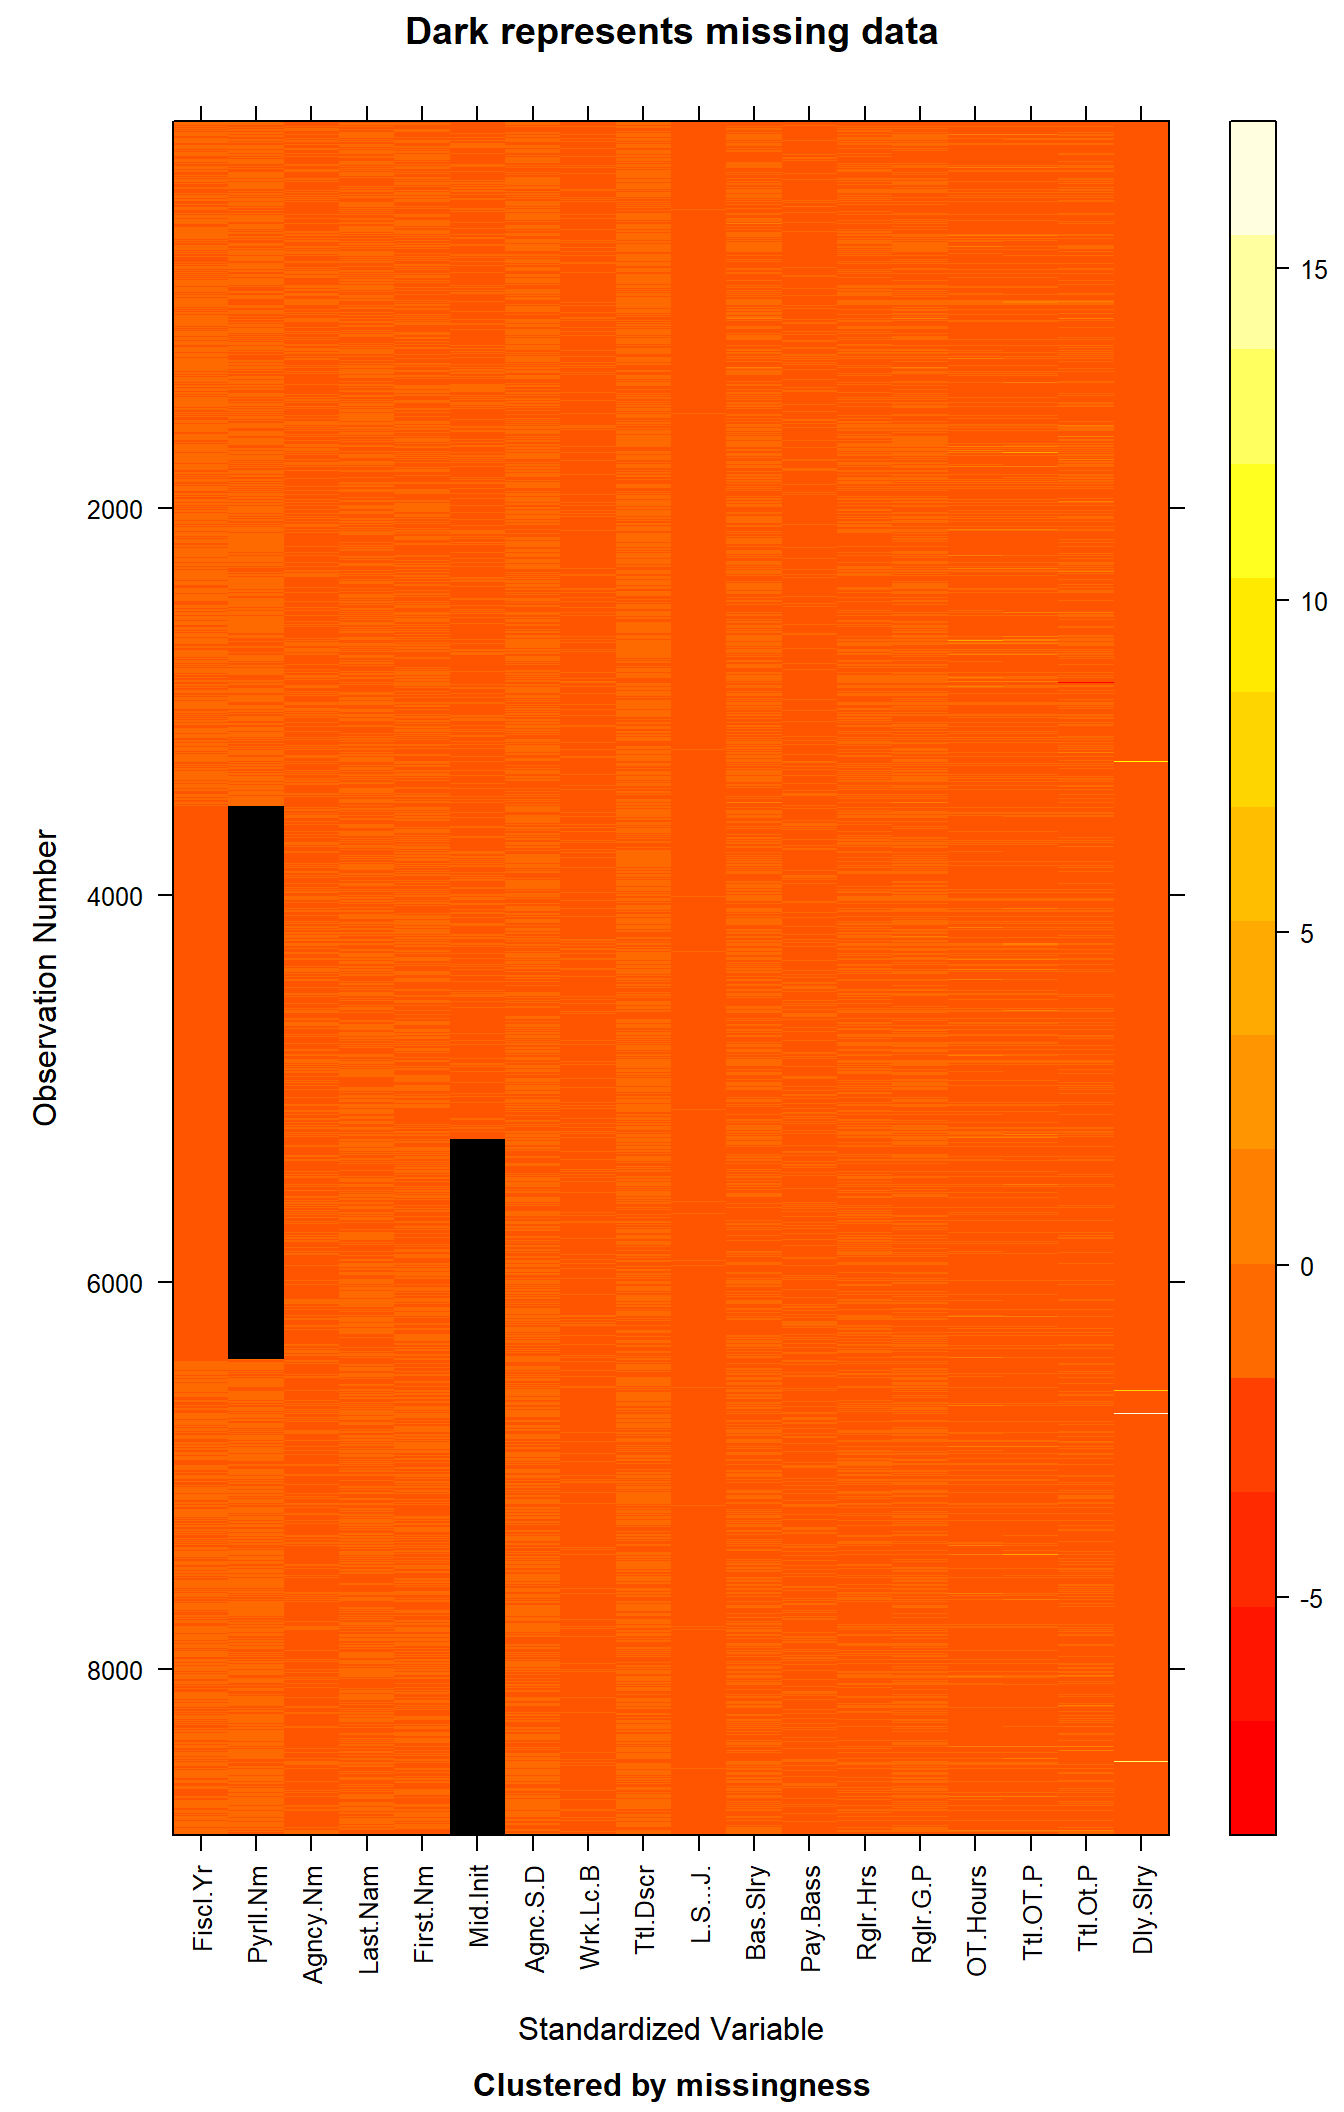 Dark represents missing data
Observation Number
2000
4000
6000
8000
15
10
5
0
-5
Fiscl.Yr
Pyrll.Nm
Agncy.Nm
Last.Nam
First.Nm
Mid.Init
Agnc.S.D
Wrk.Lc.B
Ttl.Dscr
L.S...J.
Bas.Slry
Pay.Bass
Rglr.Hrs
Rglr.G.P
OT.Hours
Ttl.OT.P
Ttl.Ot.P
Dly.Slry
Standardized Variable
Clustered by missingness